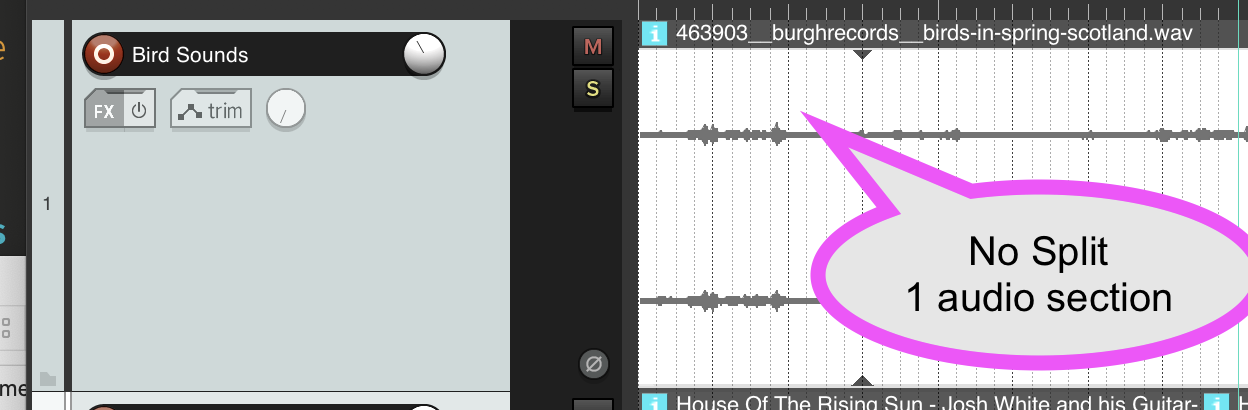 463903__burghrecords__birds-in-spring-scotland.wav
Bird Sounds
M
S
FX
trim
1
No Split
1 audio section
House Of The Rising Sun - Josh White and his Guitar-
me